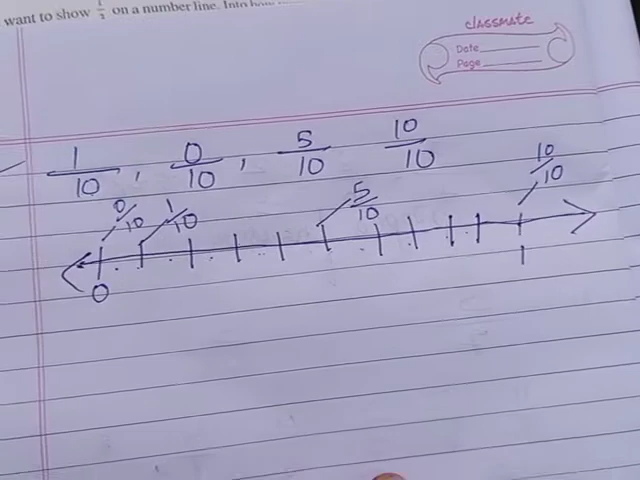 want to show 1/2 on a number line. Into how
classmate
Date
Page
1/10, 0/10, 5/10 10/10
0/10 1/10 5/10 10/10
0 1